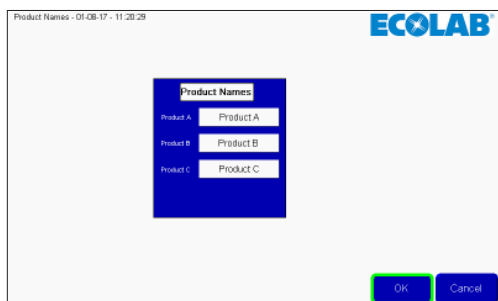 Product Names - 01-08-17 - 11:20:29
ECOLAB®
Product Names
Product A Product A
Product B Product B
Product C Product C
OK Cancel